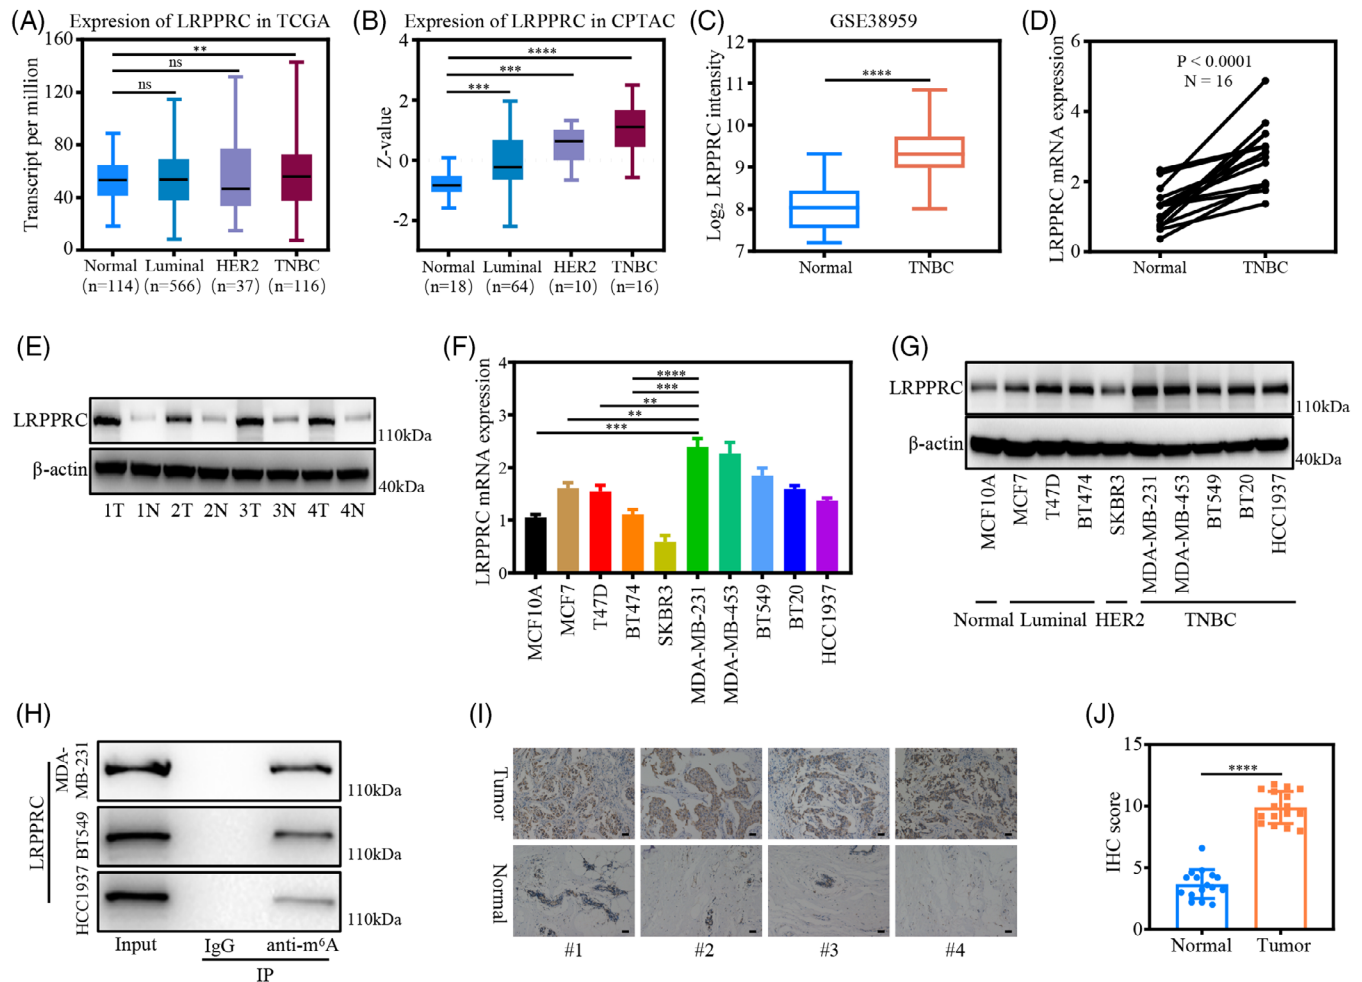 (A)
Expresion of LRPPRC in TCGA
Transcript per million
160
120
80
40
0
**
ns
ns
Normal Luminal HER2 TNBC
(n=114) (n=566) (n=37) (n=116)
(B)
Expresion of LRPPRC in CPTAC
Z-value
4
2
0
-2
****
***
***
Normal Luminal HER2 TNBC
(n=18) (n=64) (n=10) (n=16)
(C)
GSE38959
Log2 LRPPRC intensity
12
11
10
9
8
7
****
Normal TNBC
(D)
LRPPRC mRNA expression
6
4
2
0
P < 0.0001
N = 16
Normal TNBC
(E)
LRPPRC
110kDa
β-actin
40kDa
1T 1N 2T 2N 3T 3N 4T 4N
(F)
LRPPRC mRNA expression
4
3
2
1
0
****
***
**
**
***
MCF10A
MCF7
T47D
BT474
SKBR3
MDA-MB-231
MDA-MB-453
BT549
BT20
HCC1937
(G)
LRPPRC
110kDa
β-actin
40kDa
MCF10A
MCF7
T47D
BT474
SKBR3
MDA-MB-231
MDA-MB-453
BT549
BT20
HCC1937
Normal Luminal HER2 TNBC
(H)
LRPPRC
MDA-
MB-231
110kDa
BT549
110kDa
HCC1937
110kDa
Input IgG anti-m⁶A
IP
(I)
Tumor
Normal
#1 #2 #3 #4
(J)
IHC score
15
10
5
0
****
Normal Tumor